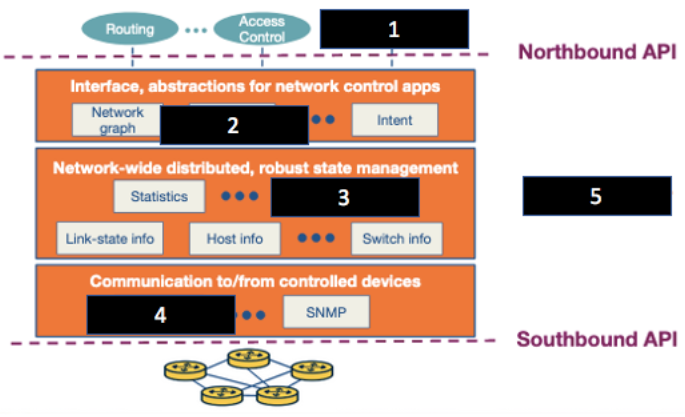 Routing
Access
Control
1
Northbound API
Interface, abstractions for network control apps
Network
graph
2
Intent
Network-wide distributed, robust state management
Statistics
3
5
Link-state info
Host info
Switch info
Communication to/from controlled devices
4
SNMP
Southbound API